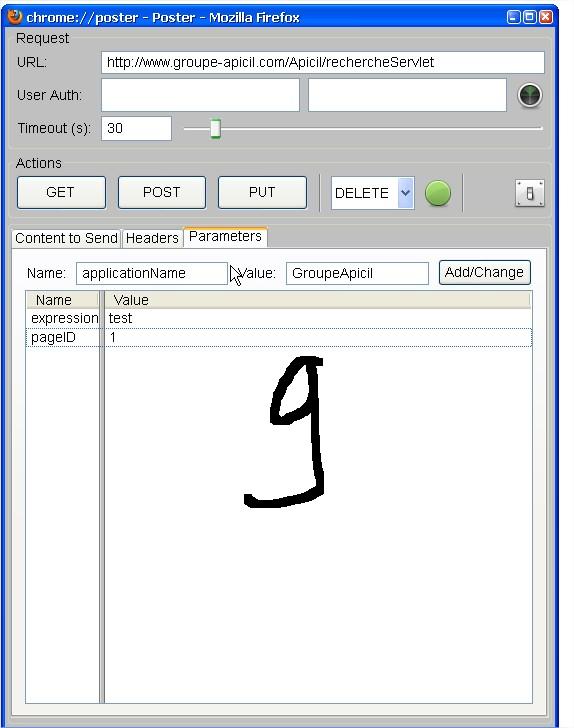 chrome://poster - Poster - Mozilla Firefox
Request
URL: http://www.groupe-apicil.com/Apicil/rechercheServlet
User Auth:
Timeout (s): 30
Actions
GET POST PUT DELETE
Content to Send Headers Parameters
Name: applicationName Value: GroupeApicil Add/Change
Name Value
expression test
pageID 1
g